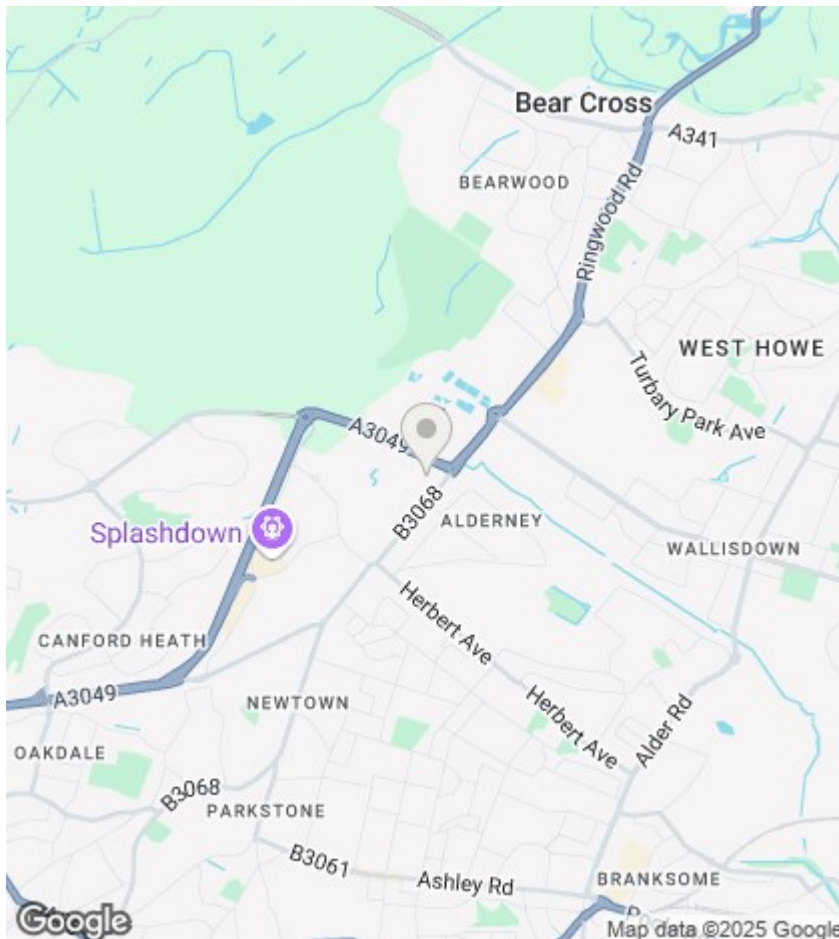 Bear Cross
A341
BEARWOOD
Ringwood Rd
WEST HOWE
Turbary Park Ave
A3049
B3068
ALDERNEY
Splashdown
WALLISDOWN
Herbert Ave
CANFORD HEATH
A3049
NEWTOWN
Herbert Ave
Alder Rd
OAKDALE
B3068
PARKSTONE
B3061
Ashley Rd
BRANKSOME
Google
Map data ©2025 Google